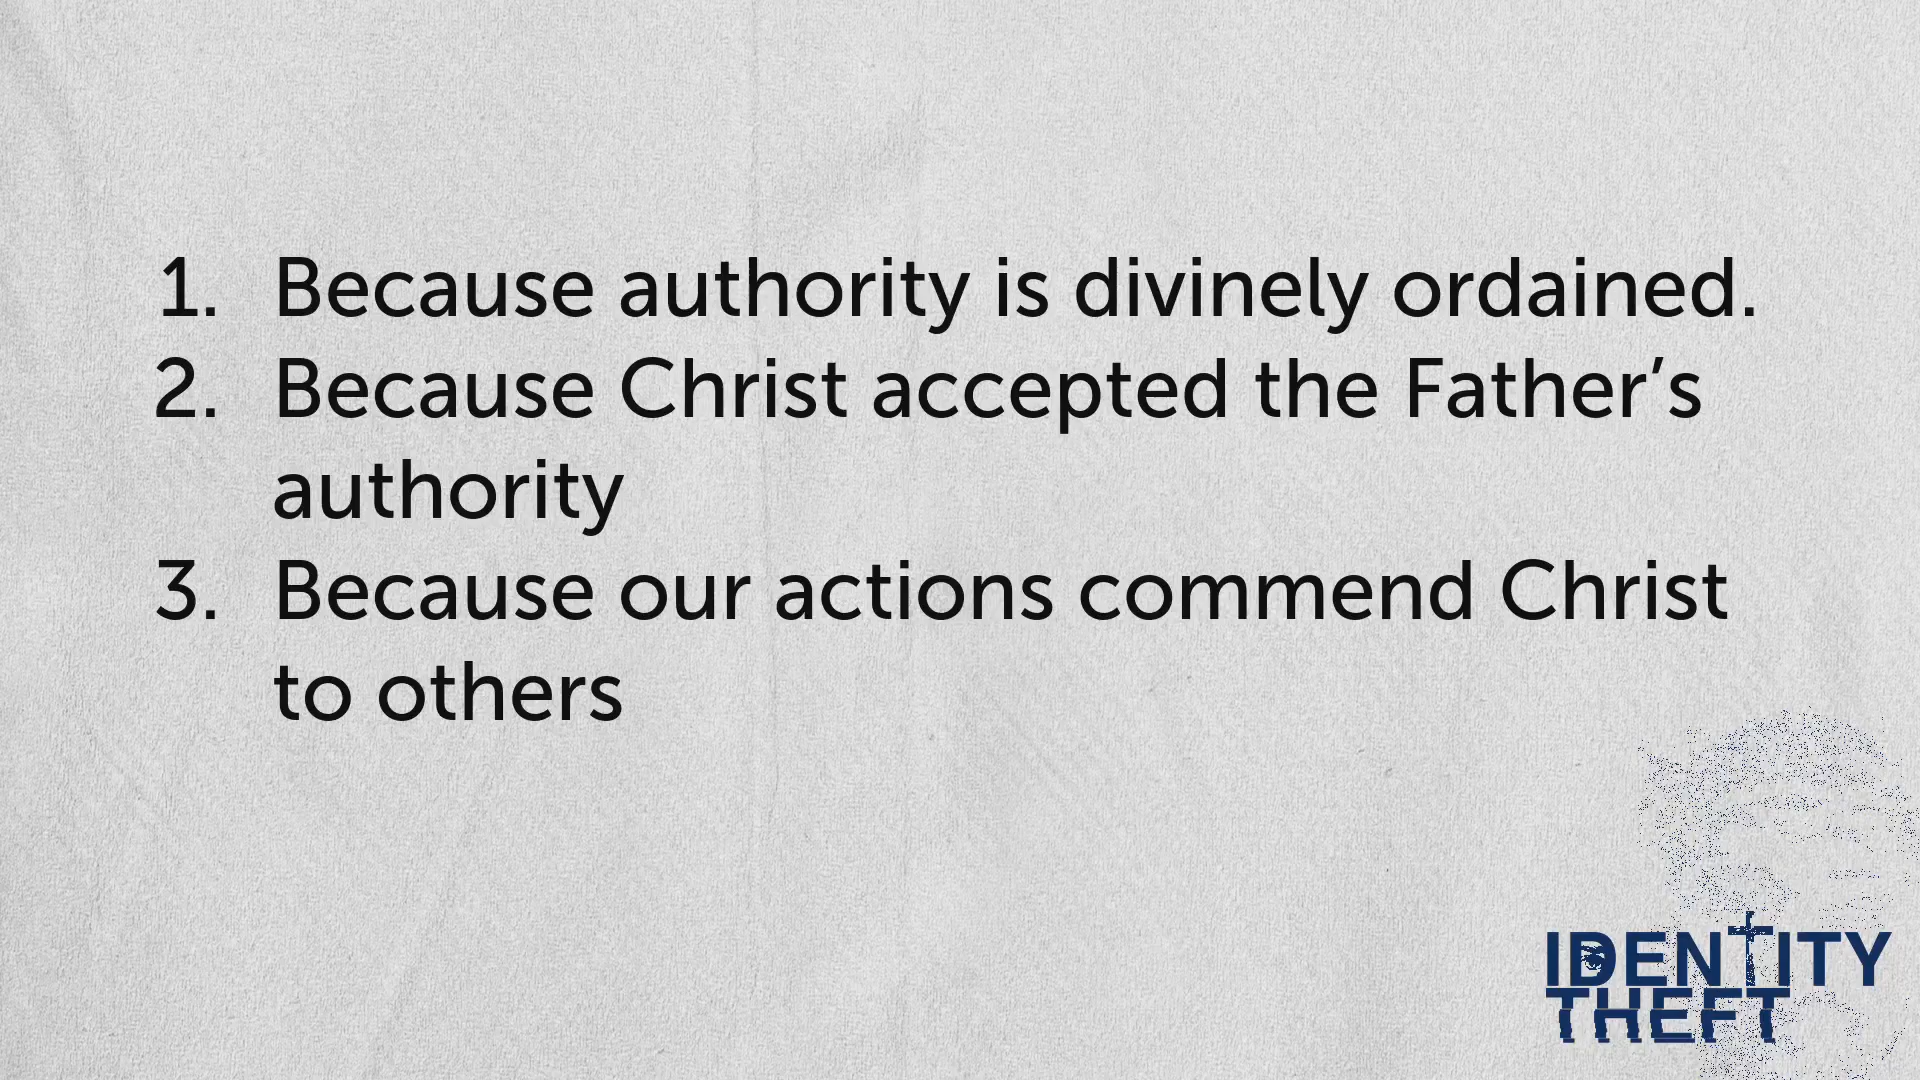 1. Because authority is divinely ordained.
2. Because Christ accepted the Father’s
authority
3. Because our actions commend Christ
to others
IDENTITY
THEFT